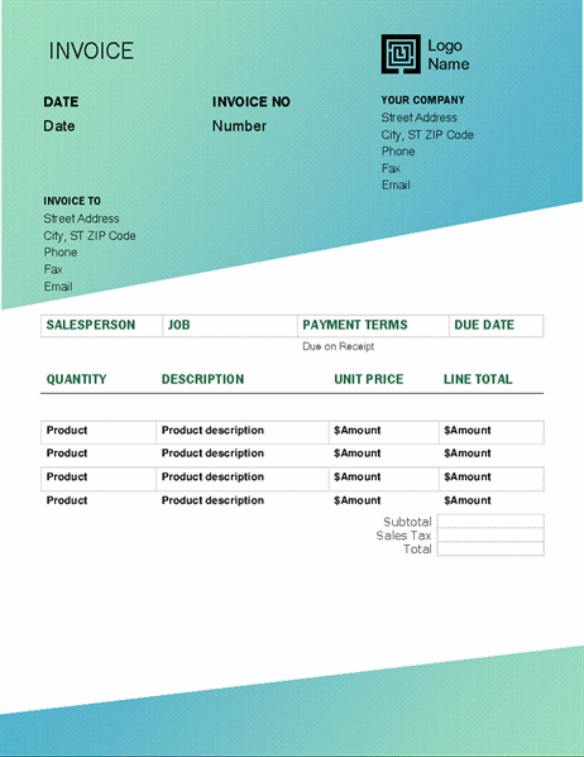 INVOICE
Logo
Name
DATE
Date
INVOICE NO
Number
YOUR COMPANY
Street Address
City, ST ZIP Code
Phone
Fax
Email
INVOICE TO
Street Address
City, ST ZIP Code
Phone
Fax
Email
SALESPERSON JOB PAYMENT TERMS DUE DATE
Due on Receipt
QUANTITY DESCRIPTION UNIT PRICE LINE TOTAL
Product Product description $Amount $Amount
Product Product description $Amount $Amount
Product Product description $Amount $Amount
Product Product description $Amount $Amount
Subtotal
Sales Tax
Total